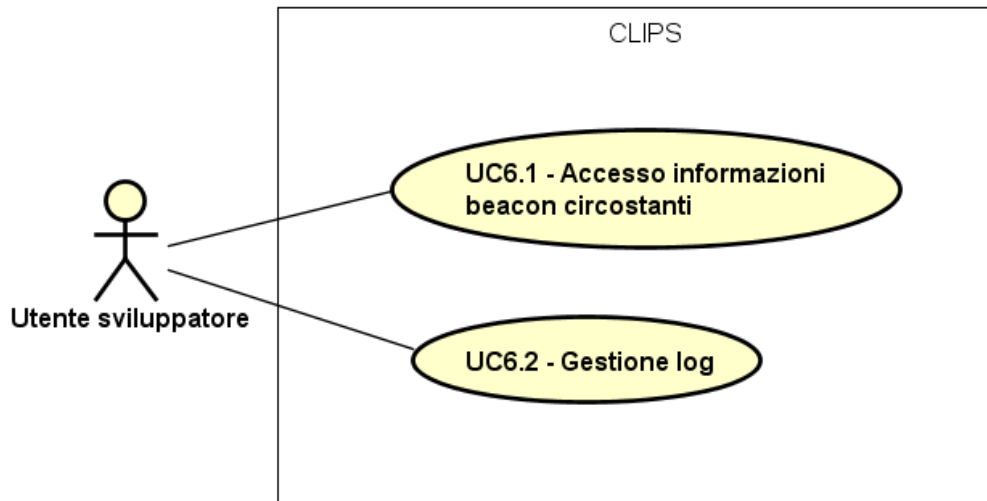 CLIPS
UC6.1 - Accesso informazioni
beacon circostanti
Utente sviluppatore
UC6.2 - Gestione log